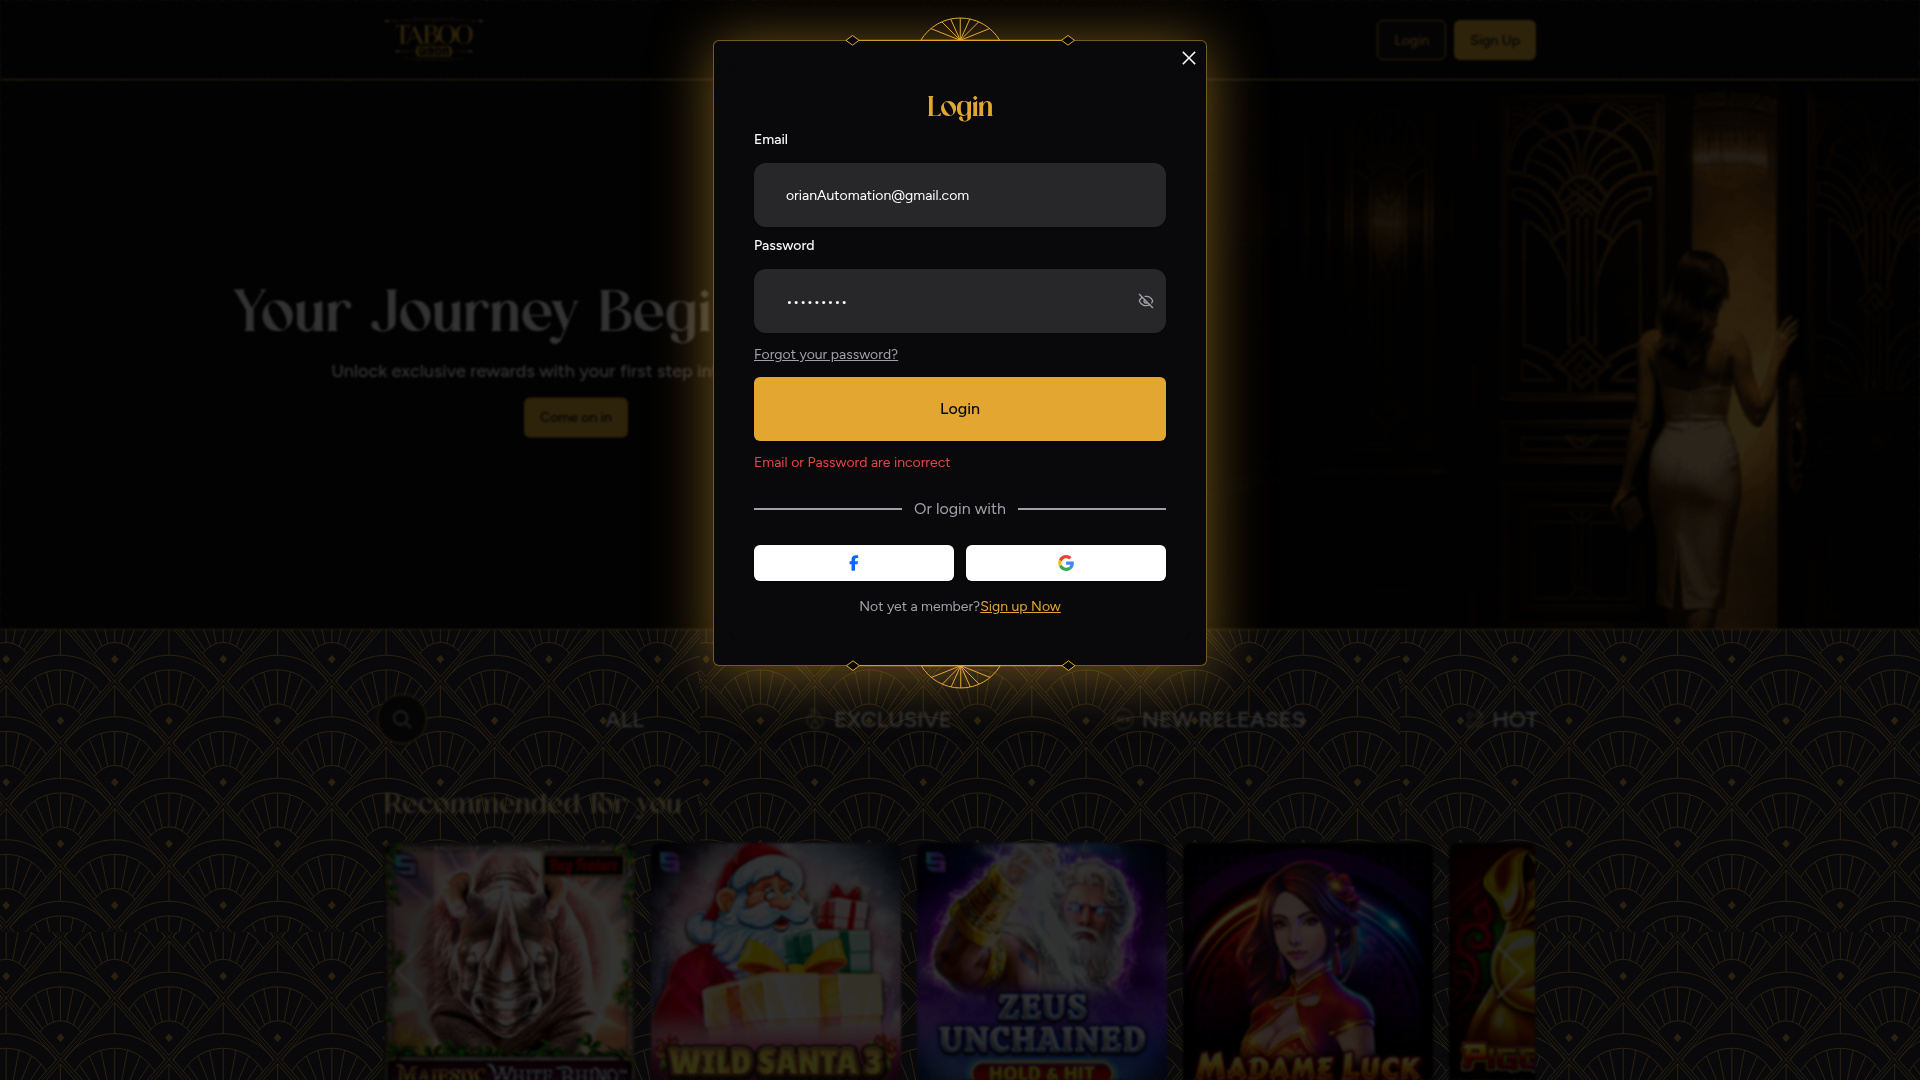 TABOO
Login
Sign Up
Login
Email
orianAutomation@gmail.com
Password
Forgot your password?
Login
Email or Password are incorrect
Or login with
Not yet a member?Sign up Now
Your Journey Begi
Unlock exclusive rewards with your first step in
Come on in
ALL
EXCLUSIVE
NEW RELEASES
HOT
Recommended for you
Buy Feature
MAJESTIC WHITE RHINO
WILD SANTA 3
ZEUS
UNCHAINED
HOLD & HIT
MADAME LUCK